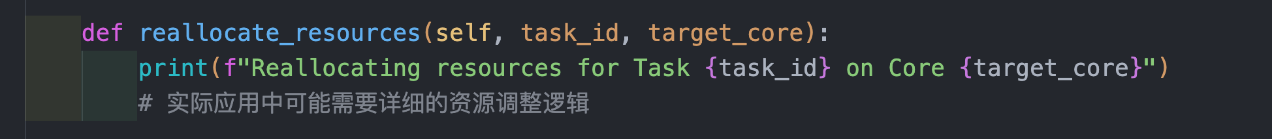 def reallocate_resources(self, task_id, target_core):
print(f"Reallocating resources for Task {task_id} on Core {target_core}")
# 实际应用中可能需要详细的资源调整逻辑